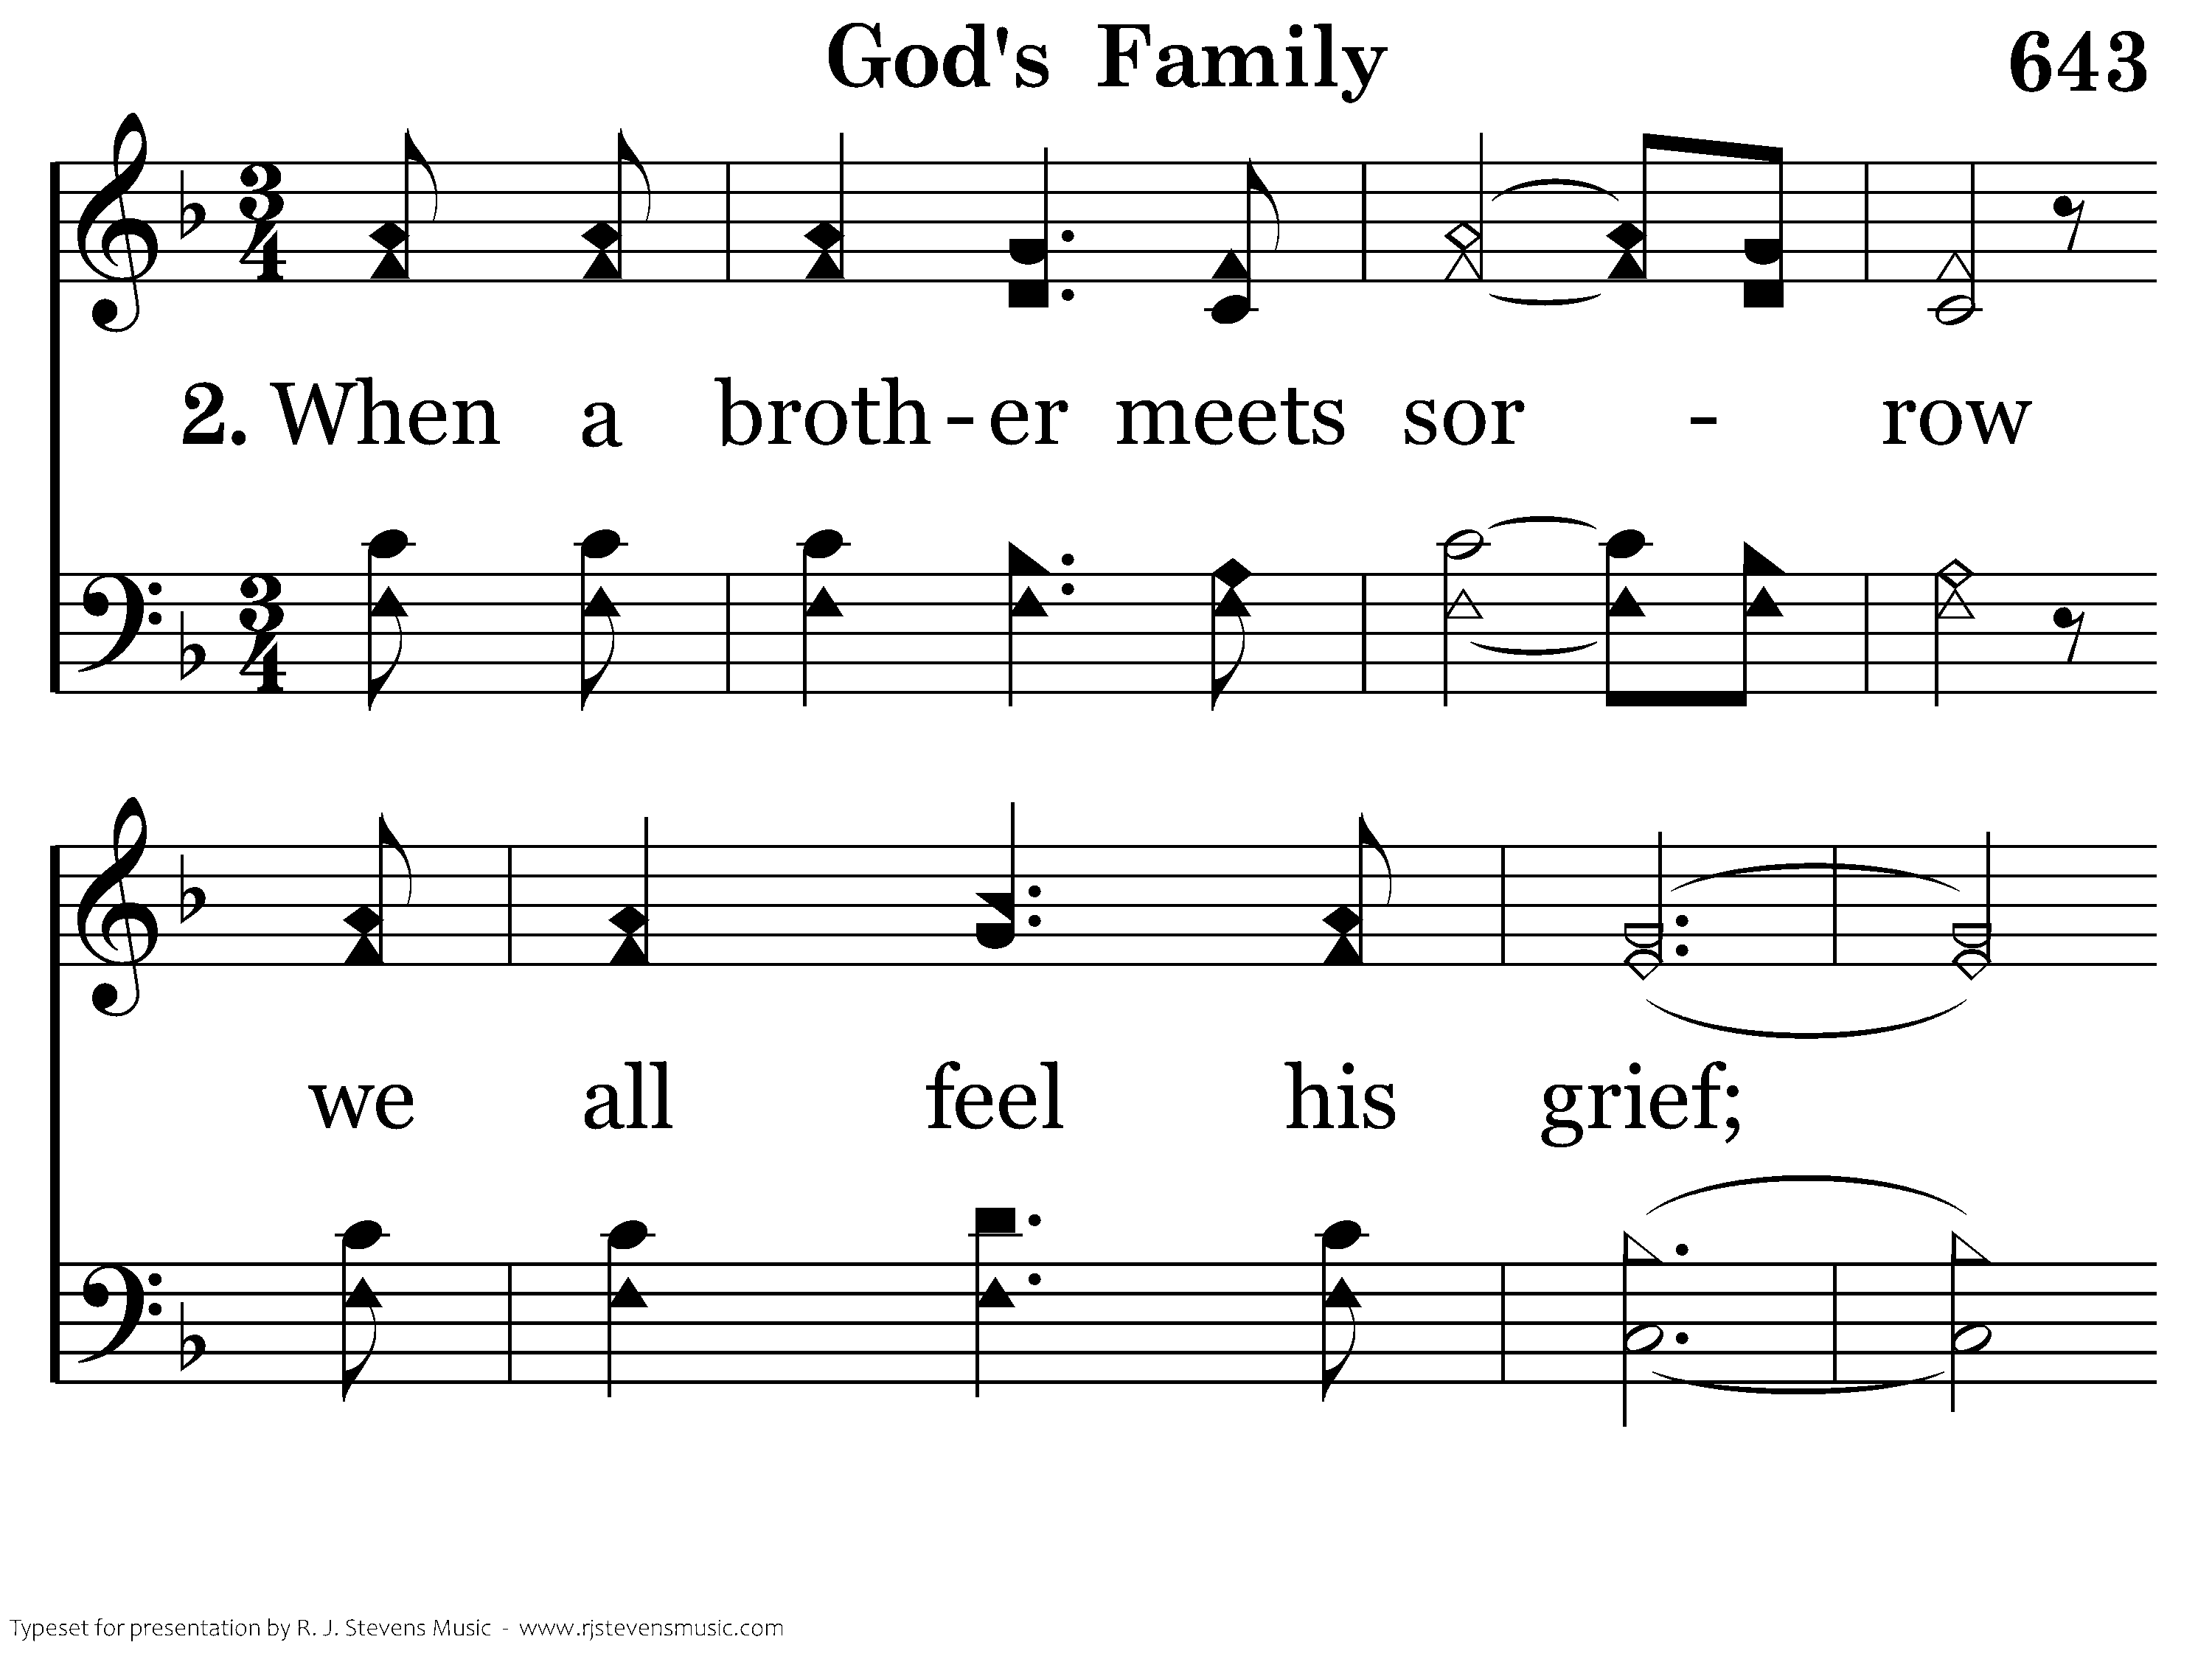 God's Family 643
2. When a broth - er meets sor - row
we all feel his grief;
Typeset for presentation by R. J. Stevens Music - www.rjstevensmusic.com